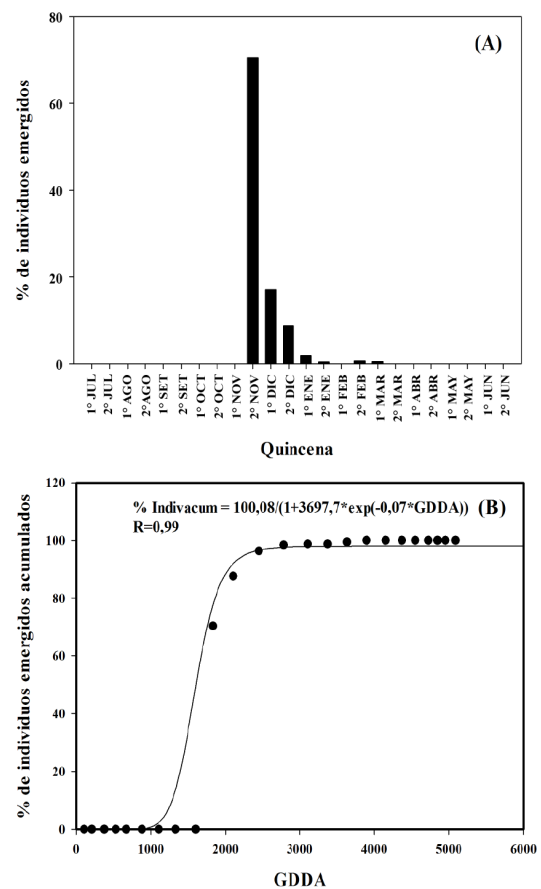 (A)
80
60
40
20
0
% de individuos emergidos
1° JUL
2° JUL
1° AGO
2°AGO
1° SET
2° SET
1° OCT
2° OCT
1° NOV
2° NOV
1° DIC
2° DIC
1° ENE
2° ENE
1° FEB
2° FEB
1° MAR
2° MAR
1° ABR
2° ABR
1° MAY
2° MAY
1° JUN
2° JUN
Quincena
120
100
80
60
40
20
0
% de individuos emergidos acumulados
% Indivacum = 100,08/(1+3697,7*exp(-0,07*GDDA)) (B)
R=0,99
0 1000 2000 3000 4000 5000 6000
GDDA